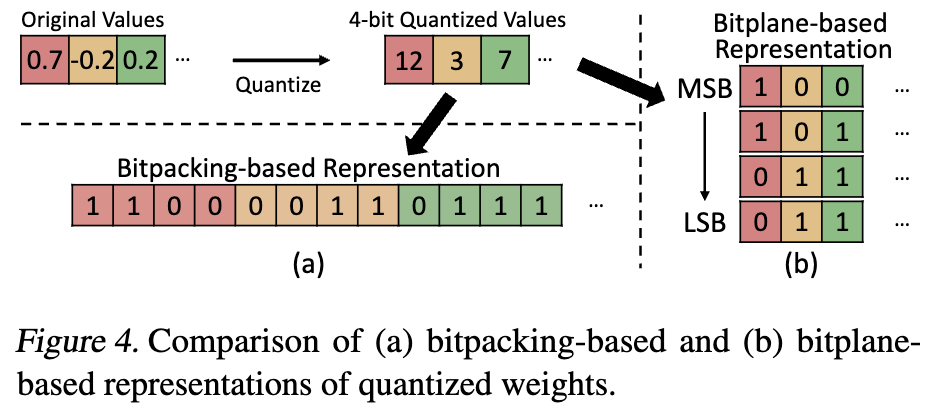 Original Values
0.7 -0.2 0.2 ...
Quantize
4-bit Quantized Values
12 3 7 ...
Bitpacking-based Representation
1 1 0 0 0 0 1 1 0 1 1 1 ...
(a)
Bitplane-based
Representation
MSB 1 0 0 ...
1 0 1 ...
0 1 1 ...
LSB 0 1 1 ...
(b)
Figure 4. Comparison of (a) bitpacking-based and (b) bitplane-
based representations of quantized weights.